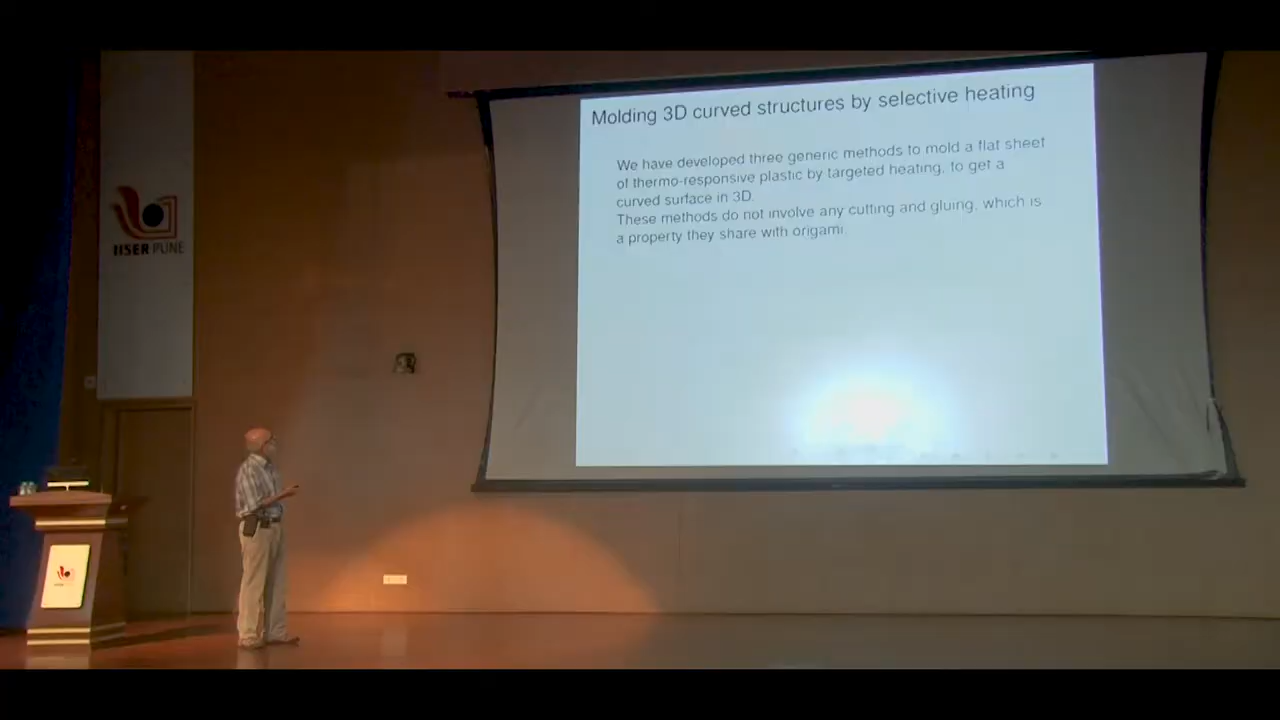 IISER PUNE
Molding 3D curved structures by selective heating
We have developed three generic methods to mold a flat sheet
of thermo-responsive plastic by targeted heating, to get a
curved surface in 3D.
These methods do not involve any cutting and gluing, which is
a property they share with origami.